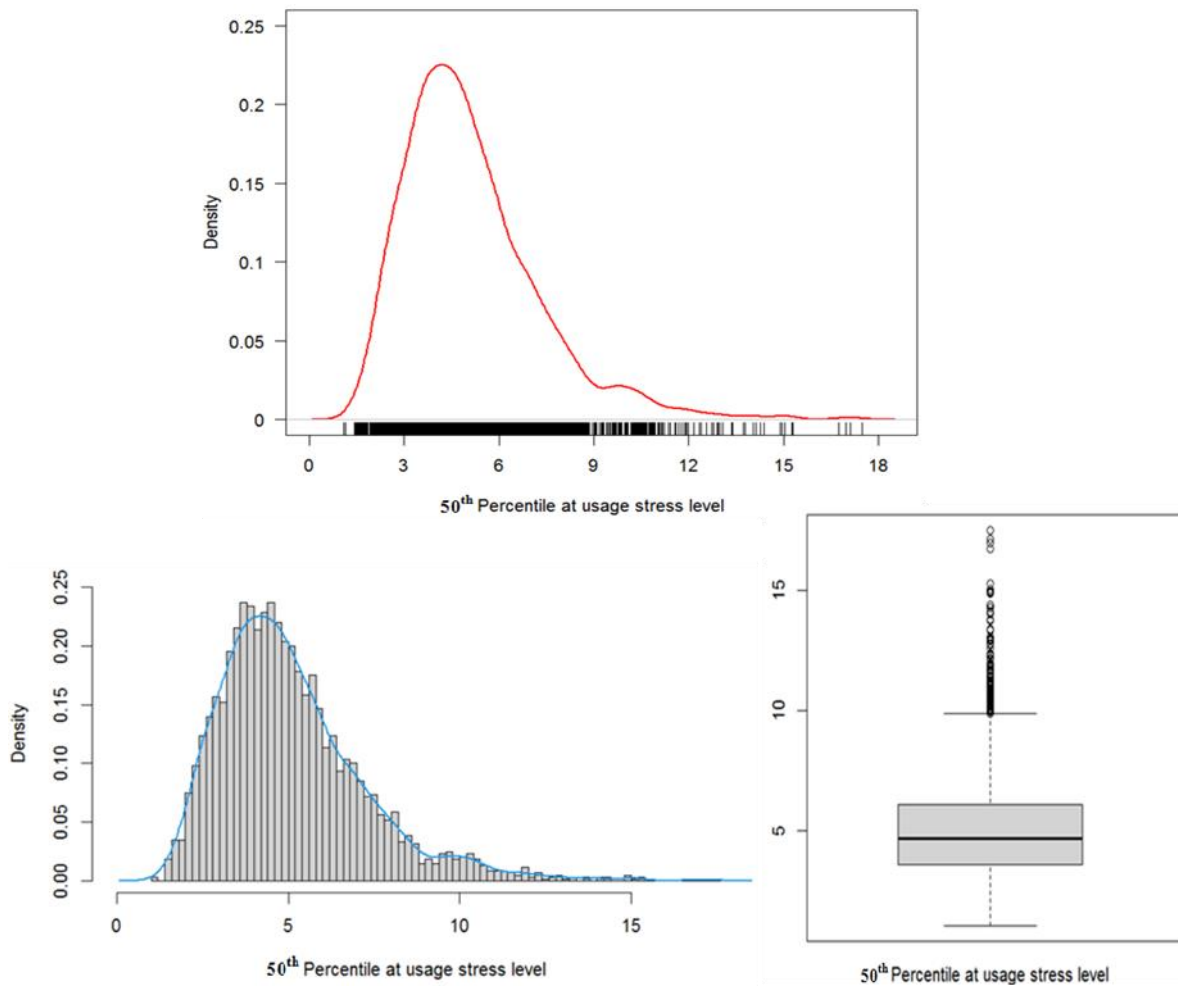 0.25
0.2
0.15
0.1
0.05
0
Density
0 3 6 9 12 15 18
50th Percentile at usage stress level
0.25
0.20
0.15
0.10
0.05
0.00
Density
0 5 10 15
50th Percentile at usage stress level
15
10
5
50th Percentile at usage stress level